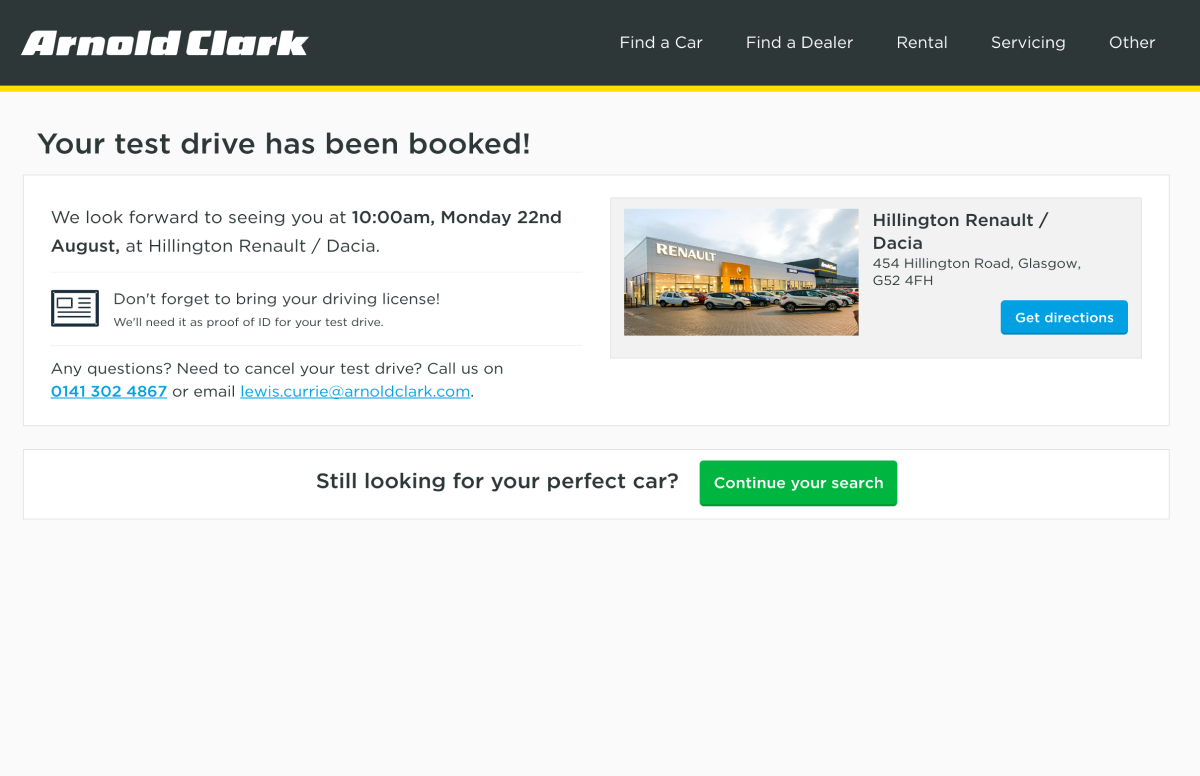 Arnold Clark
Find a Car
Find a Dealer
Rental
Servicing
Other
Your test drive has been booked!
We look forward to seeing you at 10:00am, Monday 22nd
August, at Hillington Renault / Dacia.
Don't forget to bring your driving license!
We'll need it as proof of ID for your test drive.
Any questions? Need to cancel your test drive? Call us on
0141 302 4867 or email lewis.currie@arnoldclark.com.
RENAULT
Hillington Renault /
Dacia
454 Hillington Road, Glasgow,
G52 4FH
Get directions
Still looking for your perfect car?
Continue your search